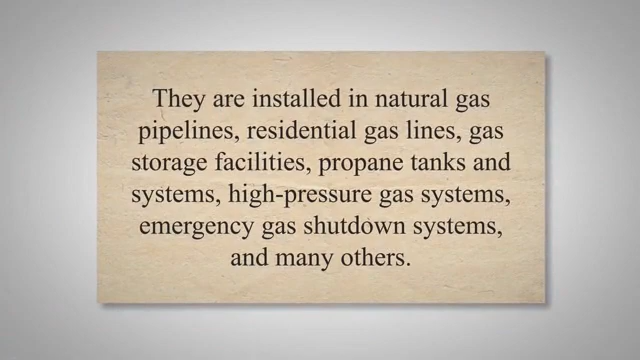 They are installed in natural gas
pipelines, residential gas lines, gas
storage facilities, propane tanks and
systems, high-pressure gas systems,
emergency gas shutdown systems,
and many others.